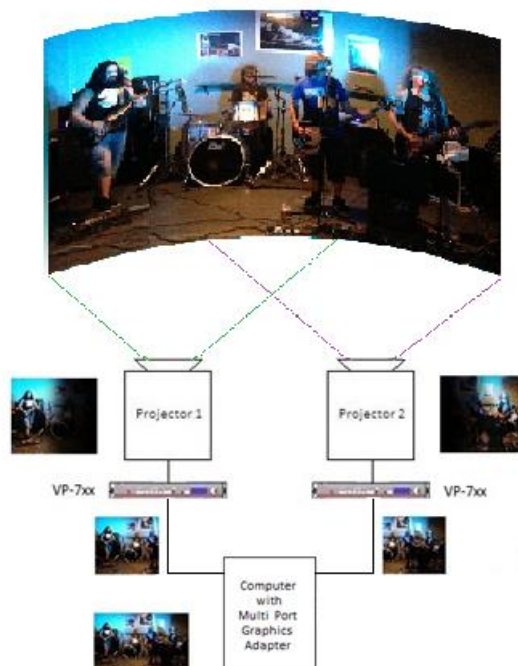 Projector 1
Projector 2
VP-7xx
VP-7xx
Computer
with
Multi Port
Graphics
Adapter